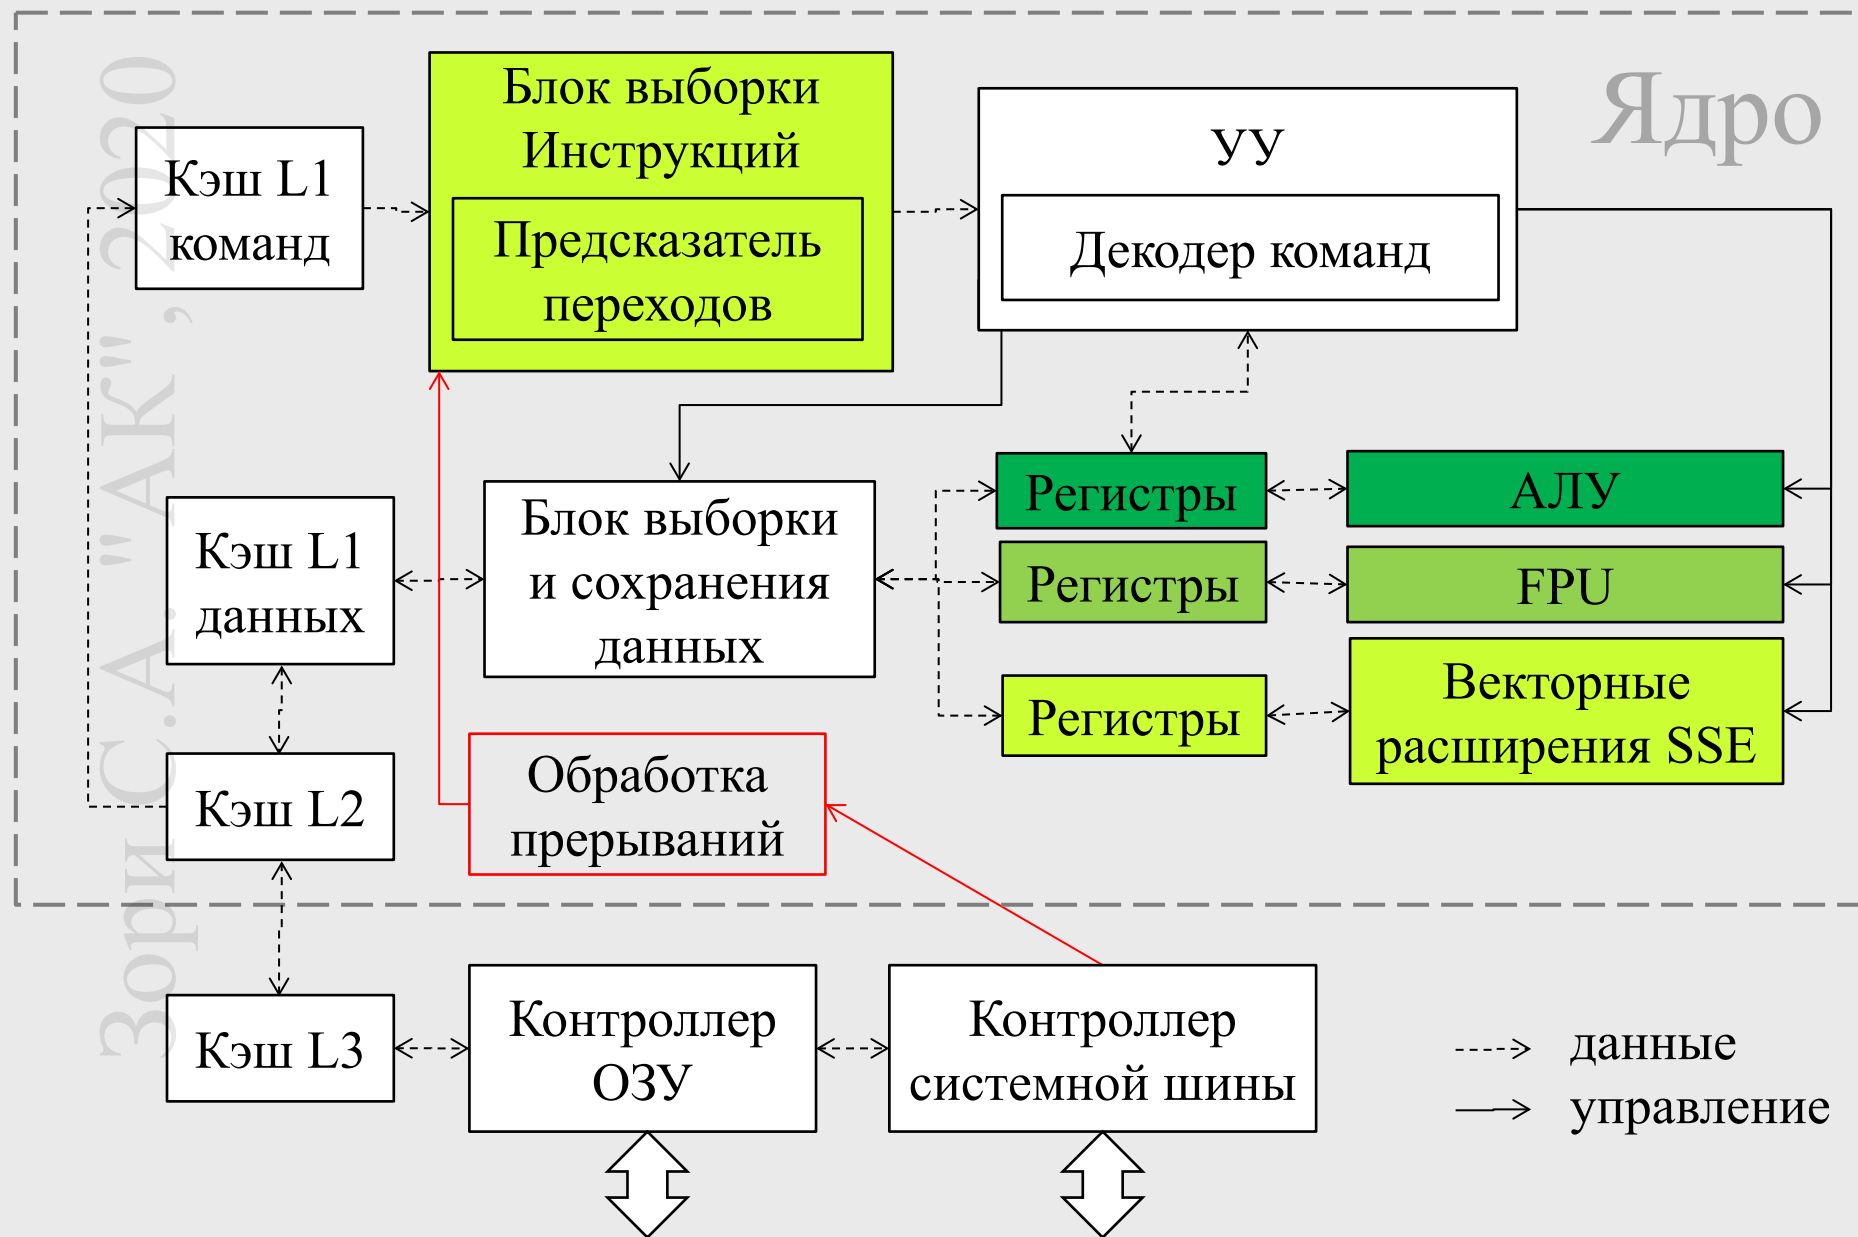 Зори С.А. "АК", 2020
Ядро
Кэш L1
команд
Блок выборки
Инструкций
Предсказатель
переходов
УУ
Декодер команд
Кэш L1
данных
Блок выборки
и сохранения
данных
Регистры
АЛУ
Регистры
FPU
Регистры
Векторные
расширения SSE
Кэш L2
Обработка
прерываний
Кэш L3
Контроллер
ОЗУ
Контроллер
системной шины
данные
управление